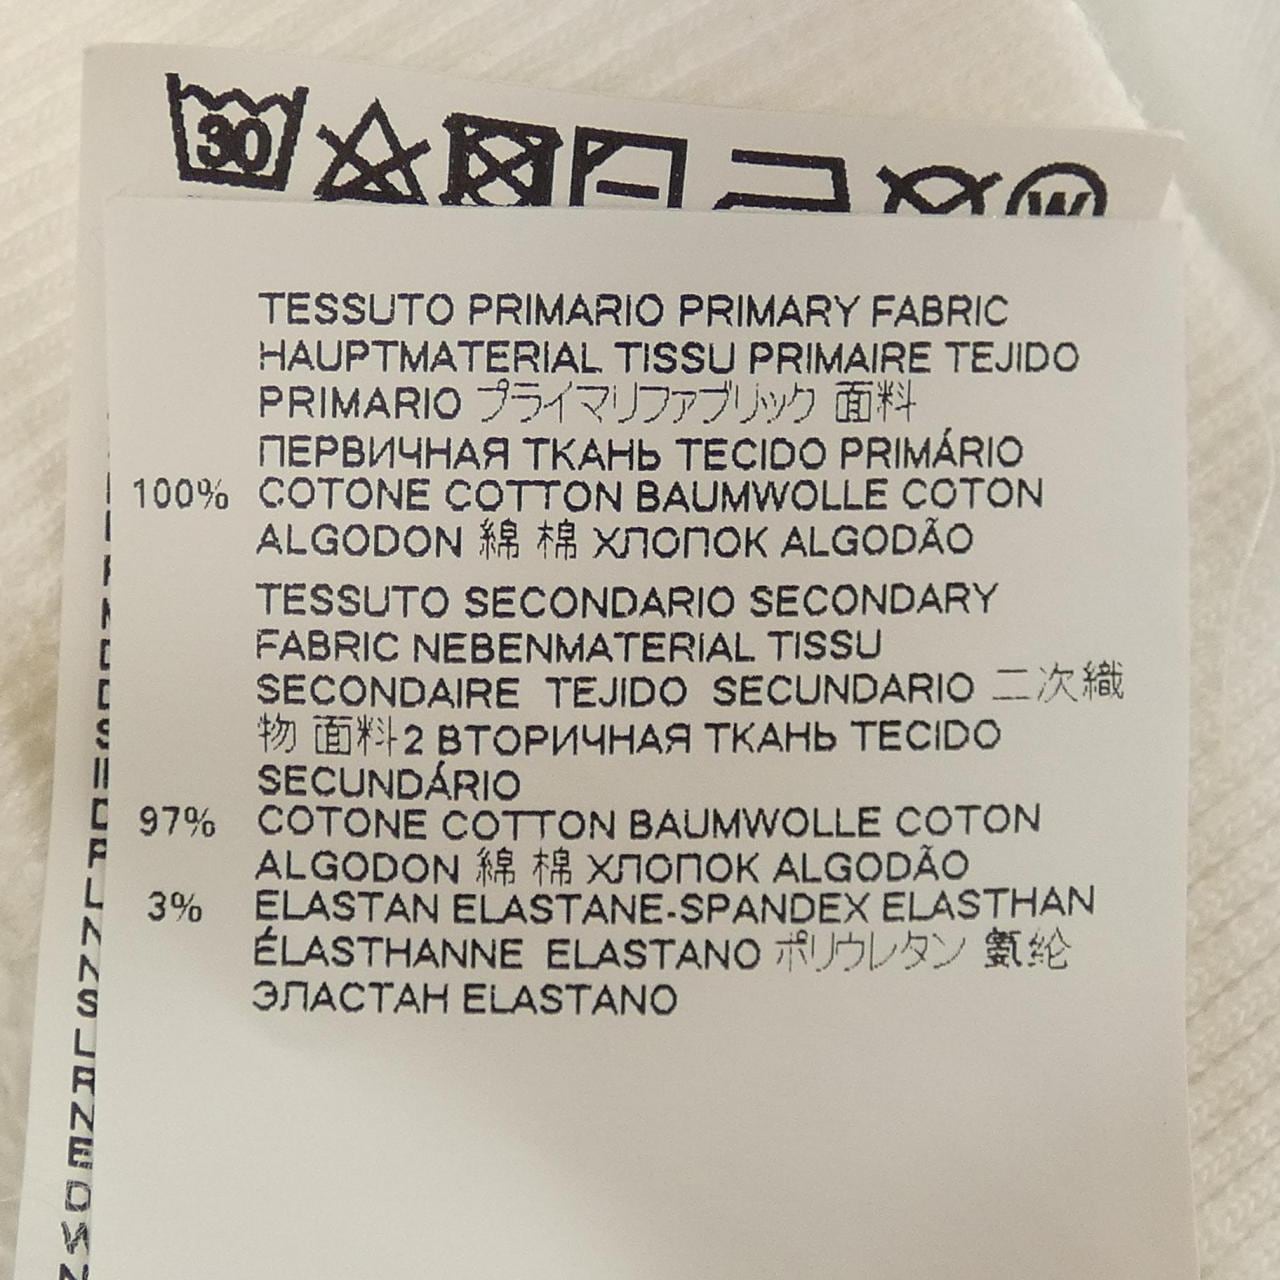 30
W
TESSUTO PRIMARIO PRIMARY FABRIC
HAUPTMATERIAL TISSU PRIMAIRE TEJIDO
PRIMARIO プライマリファブリック 面料
ПЕРВИЧНАЯ ТКАНЬ TECIDO PRIMÁRIO
100% COTONE COTTON BAUMWOLLE COTON
ALGODON 綿 棉 ХЛОПОК ALGODÃO
TESSUTO SECONDARIO SECONDARY
FABRIC NEBENMATERIAL TISSU
SECONDAIRE TEJIDO SECUNDARIO 二次織
物 面料2 ВТОРИЧНАЯ ТКАНЬ TECIDO
SECUNDÁRIO
97% COTONE COTTON BAUMWOLLE COTON
ALGODON 綿 棉 ХЛОПОК ALGODÃO
3% ELASTAN ELASTANE-SPANDEX ELASTHAN
ÉLASTHANNE ELASTANO ポリウレタン 氨纶
ЭЛАСТАН ELASTANO